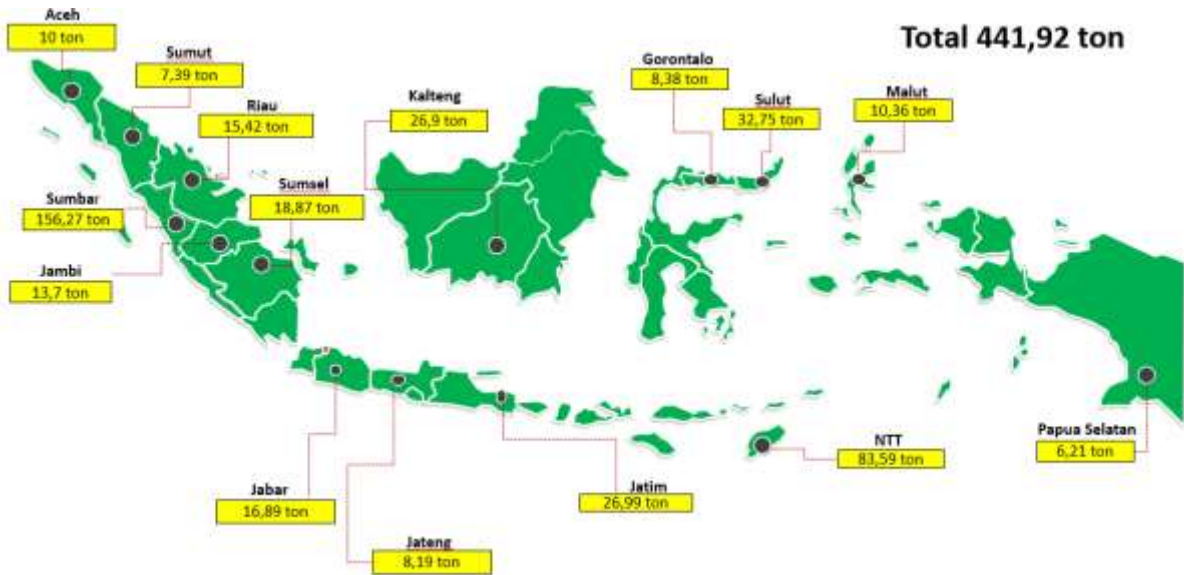 Total 441,92 ton
Aceh
10 ton
Sumut
7,39 ton
Riau
15,42 ton
Sumbar
156,27 ton
Sumsel
18,87 ton
Jambi
13,7 ton
Kalteng
26,9 ton
Gorontalo
8,38 ton
Sulut
32,75 ton
Malut
10,36 ton
Papua Selatan
6,21 ton
NTT
83,59 ton
Jatim
26,99 ton
Jabar
16,89 ton
Jateng
8,19 ton